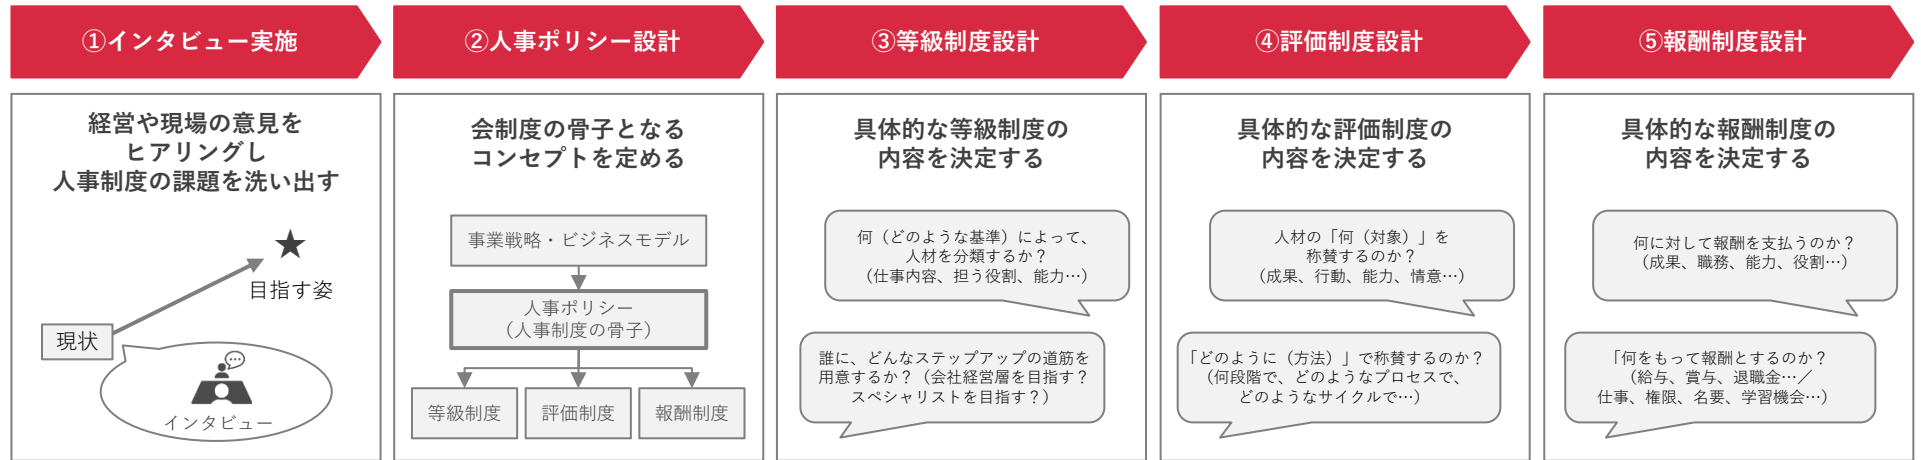 ①インタビュー実施
経営や現場の意見を
ヒアリングし
人事制度の課題を洗い出す
目指す姿
現状
インタビュー
②人事ポリシー設計
会制度の骨子となる
コンセプトを定める
事業戦略・ビジネスモデル
人事ポリシー
（人事制度の骨子）
等級制度
評価制度
報酬制度
③等級制度設計
具体的な等級制度の
内容を決定する
何（どのような基準）によって、
人材を分類するか？
（仕事内容、担う役割、能力…）
誰に、どんなステップアップの道筋を
用意するか？（会社経営層を目指す？
スペシャリストを目指す？）
④評価制度設計
具体的な評価制度の
内容を決定する
人材の「何（対象）」を
称賛するのか？
（成果、行動、能力、情意…）
「どのように（方法）」で称賛するのか？
（何段階で、どのようなプロセスで、
どのようなサイクルで…）
⑤報酬制度設計
具体的な報酬制度の
内容を決定する
何に対して報酬を支払うのか？
（成果、職務、能力、役割…）
「何をもって報酬とするのか？
（給与、賞与、退職金…／
仕事、権限、名要、学習機会…）